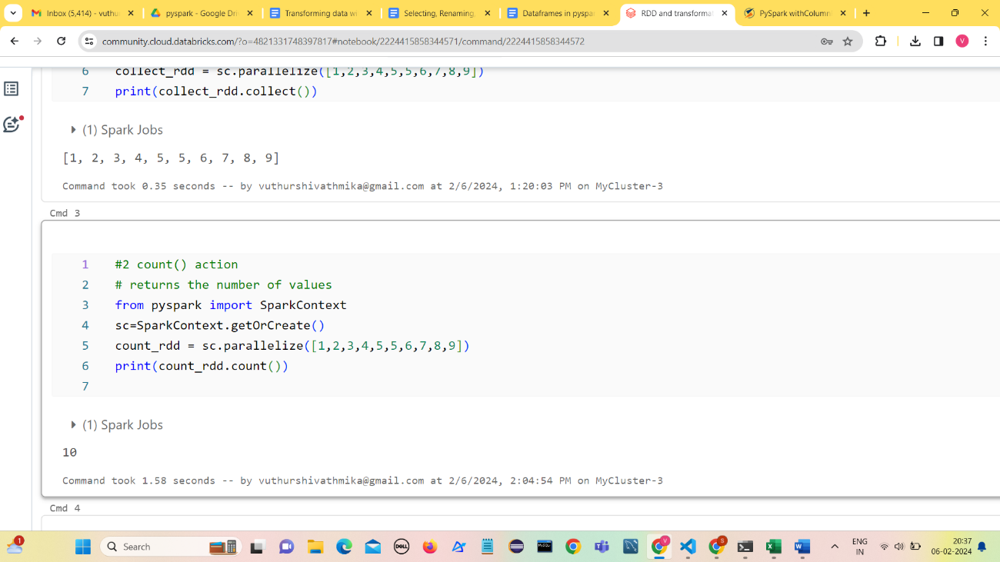 Inbox (5,414) - vuthu
pyspark - Google Dri
Transforming data wi
Selecting, Renaming,
Dataframes in pyspar
RDD and transformat
PySpark withColumn
community.cloud.databricks.com/?o=4821331748397817#notebook/2224415858344571/command/2224415858344572
V
6 collect_rdd = sc.parallelize([1,2,3,4,5,5,6,7,8,9])
7 print(collect_rdd.collect())
(1) Spark Jobs
[1, 2, 3, 4, 5, 5, 6, 7, 8, 9]
Command took 0.35 seconds -- by vuthurshivathmika@gmail.com at 2/6/2024, 1:20:03 PM on MyCluster-3
Cmd 3
1 #2 count() action
2 # returns the number of values
3 from pyspark import SparkContext
4 sc=SparkContext.getOrCreate()
5 count_rdd = sc.parallelize([1,2,3,4,5,5,6,7,8,9])
6 print(count_rdd.count())
7
(1) Spark Jobs
10
Command took 1.58 seconds -- by vuthurshivathmika@gmail.com at 2/6/2024, 2:04:54 PM on MyCluster-3
Cmd 4
1
Search
DELL
V
S
ENG
IN
20:37
06-02-2024